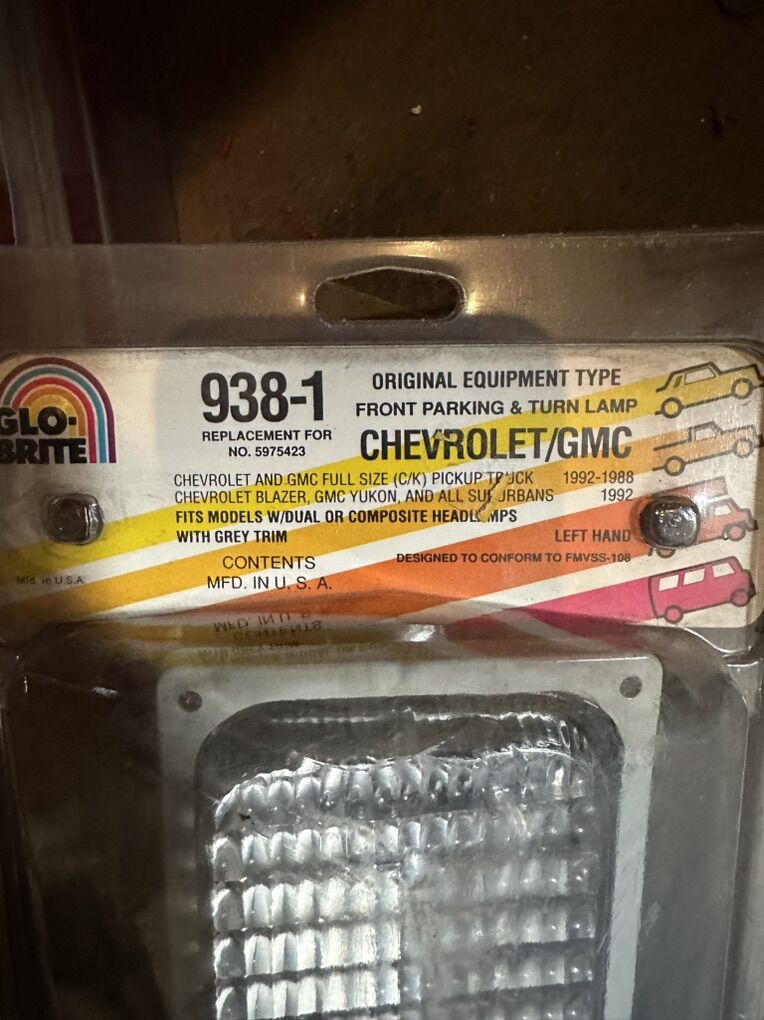 GLO-
BRITE
938-1
REPLACEMENT FOR
NO. 5975423
ORIGINAL EQUIPMENT TYPE
FRONT PARKING & TURN LAMP
CHEVROLET/GMC
CHEVROLET AND GMC FULL SIZE (C/K) PICKUP TRUCK 1992-1988
CHEVROLET BLAZER, GMC YUKON, AND ALL SUBURBANS 1992
FITS MODELS W/DUAL OR COMPOSITE HEADLAMPS
WITH GREY TRIM LEFT HAND
CONTENTS
MFD. IN U. S. A.
DESIGNED TO CONFORM TO FMVSS-108
Mfd. in U.S.A.